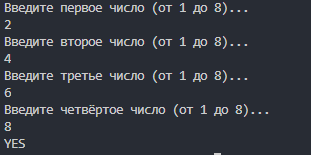 Введите первое число (от 1 до 8)...
2
Введите второе число (от 1 до 8)...
4
Введите третье число (от 1 до 8)...
6
Введите четвёртое число (от 1 до 8)...
8
YES